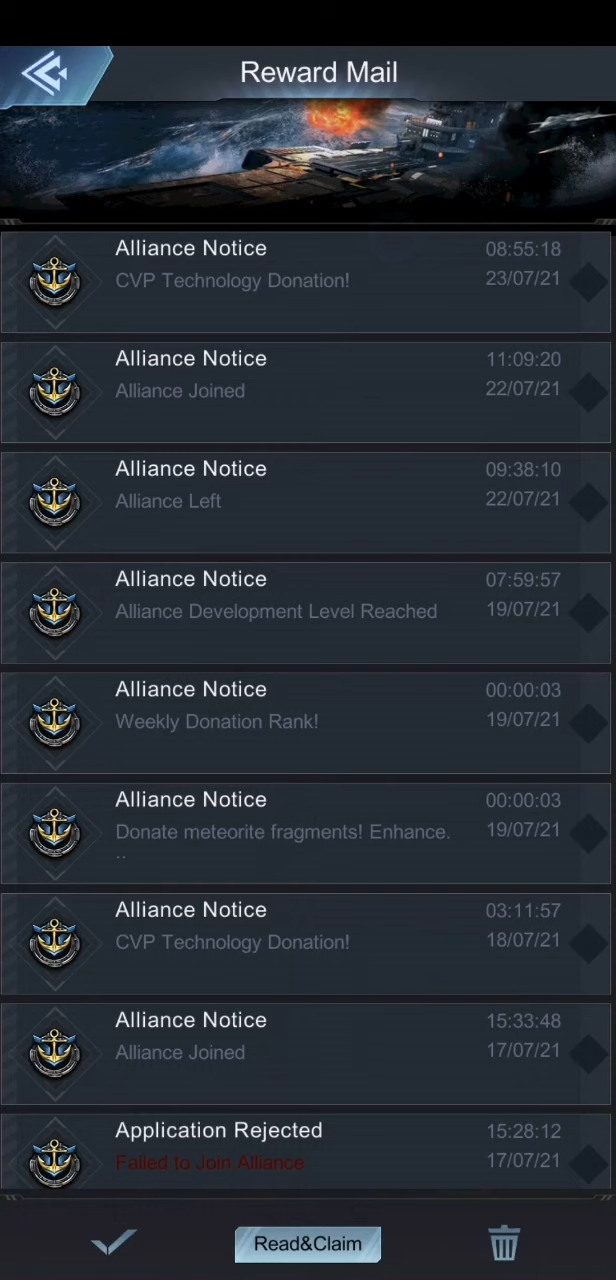 Reward Mail
Alliance Notice 08:55:18
CVP Technology Donation! 23/07/21
Alliance Notice 11:09:20
Alliance Joined 22/07/21
Alliance Notice 09:38:10
Alliance Left 22/07/21
Alliance Notice 07:59:57
Alliance Development Level Reached 19/07/21
Alliance Notice 00:00:03
Weekly Donation Rank! 19/07/21
Alliance Notice 00:00:03
Donate meteorite fragments! Enhance. 19/07/21
..
Alliance Notice 03:11:57
CVP Technology Donation! 18/07/21
Alliance Notice 15:33:48
Alliance Joined 17/07/21
Application Rejected 15:28:12
Failed to Join Alliance 17/07/21
Read&Claim